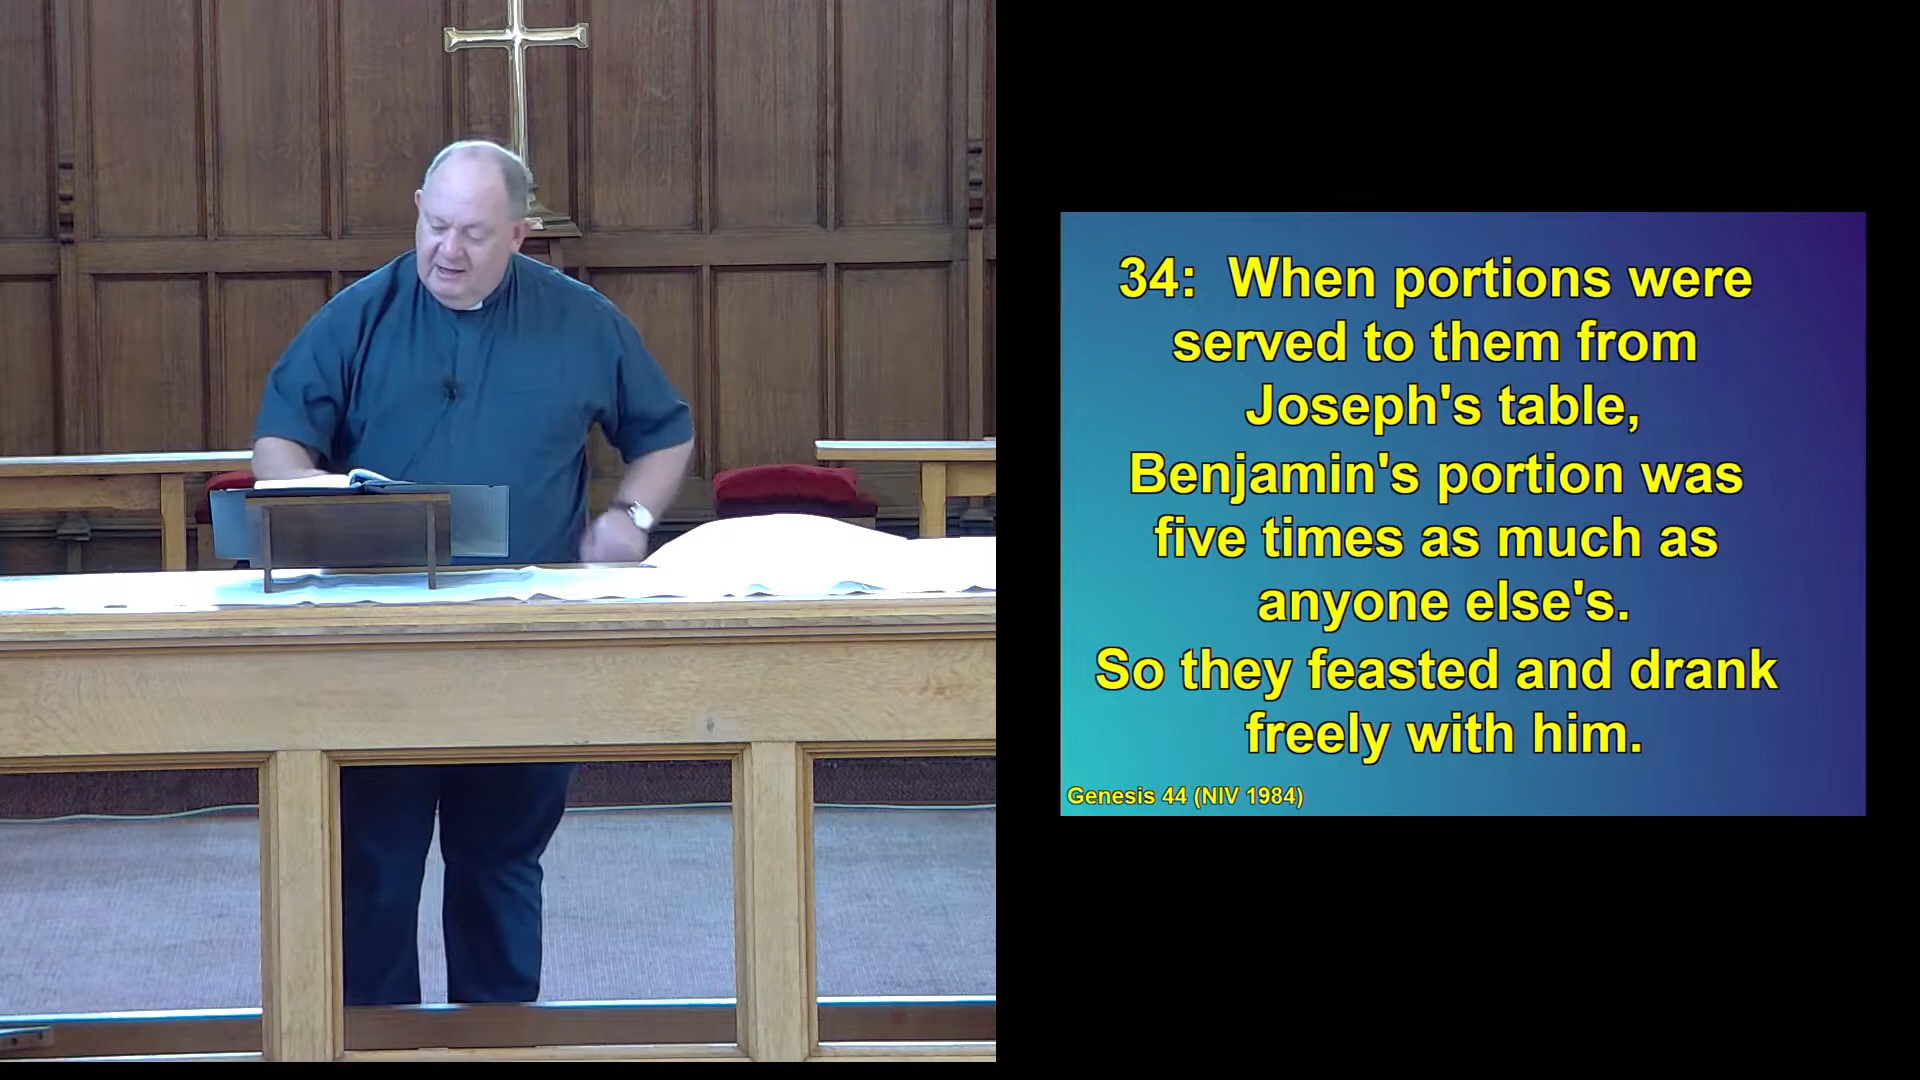 34: When portions were
served to them from
Joseph's table,
Benjamin's portion was
five times as much as
anyone else's.
So they feasted and drank
freely with him.
Genesis 44 (NIV 1984)